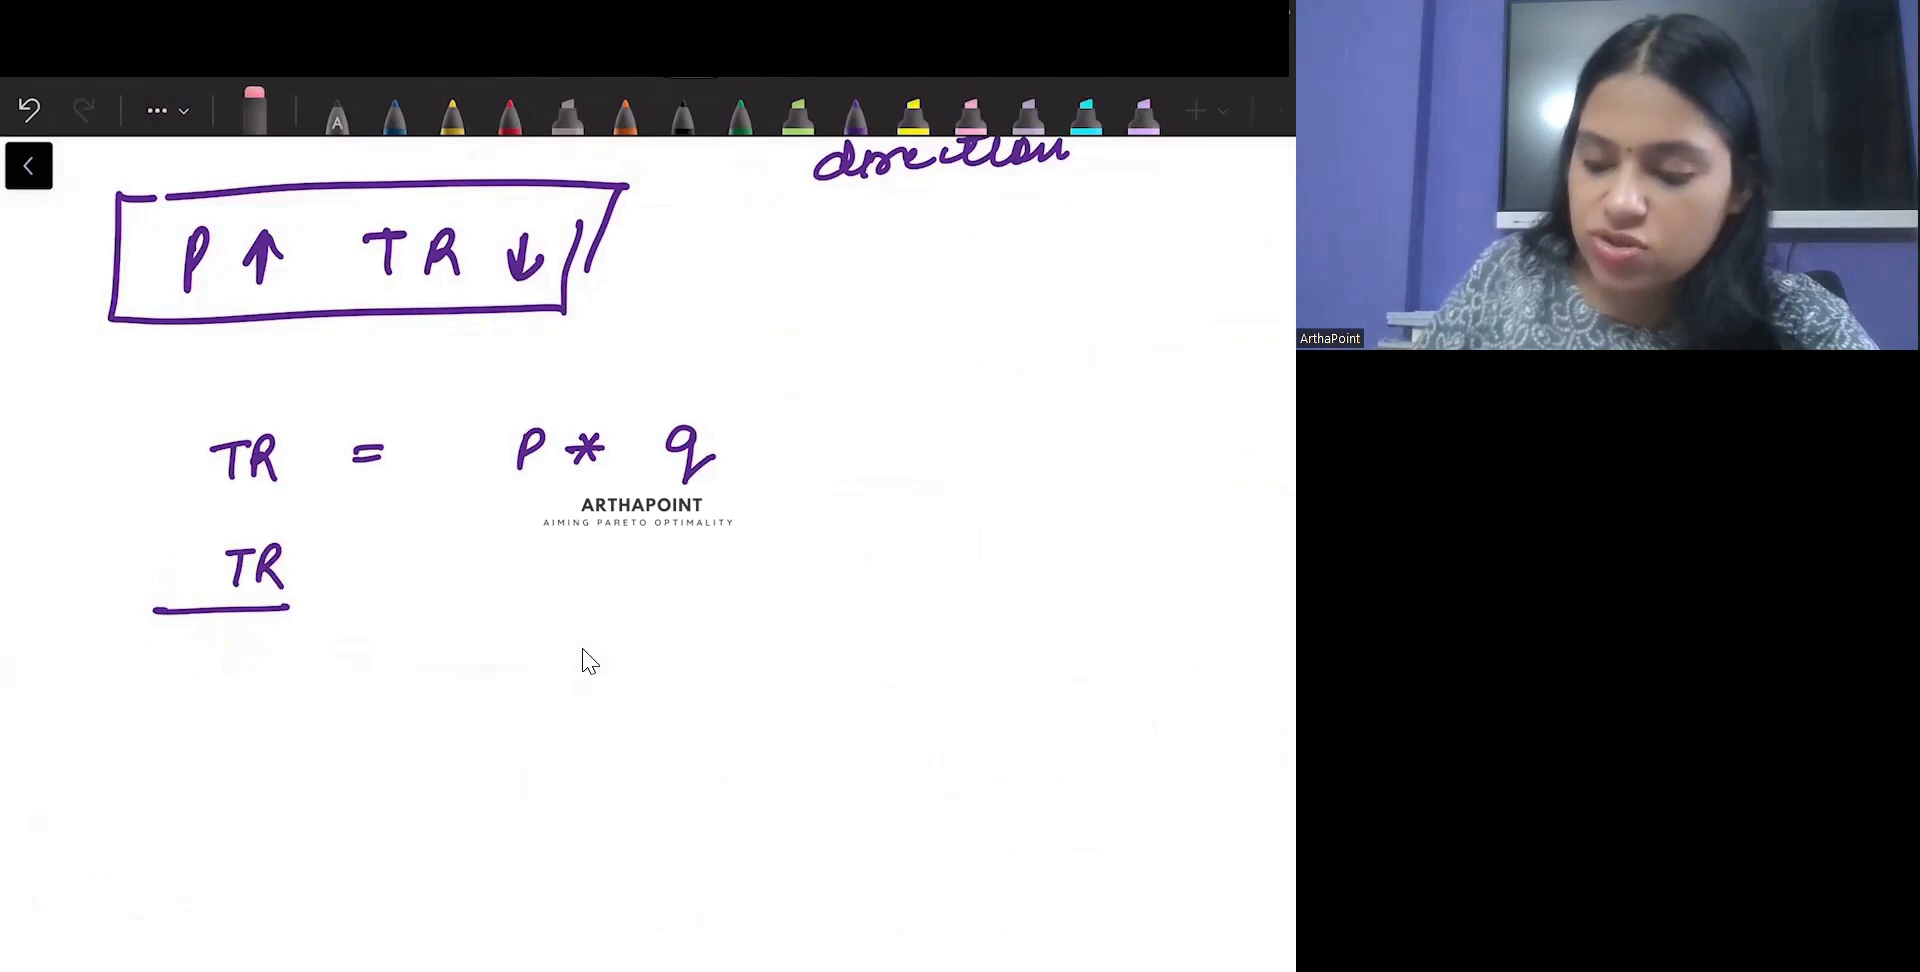 direction
P ↑ TR ↓
TR = P * q
ARTHAPOINT
AIMING PARETO OPTIMALITY
TR
A
ArthaPoint